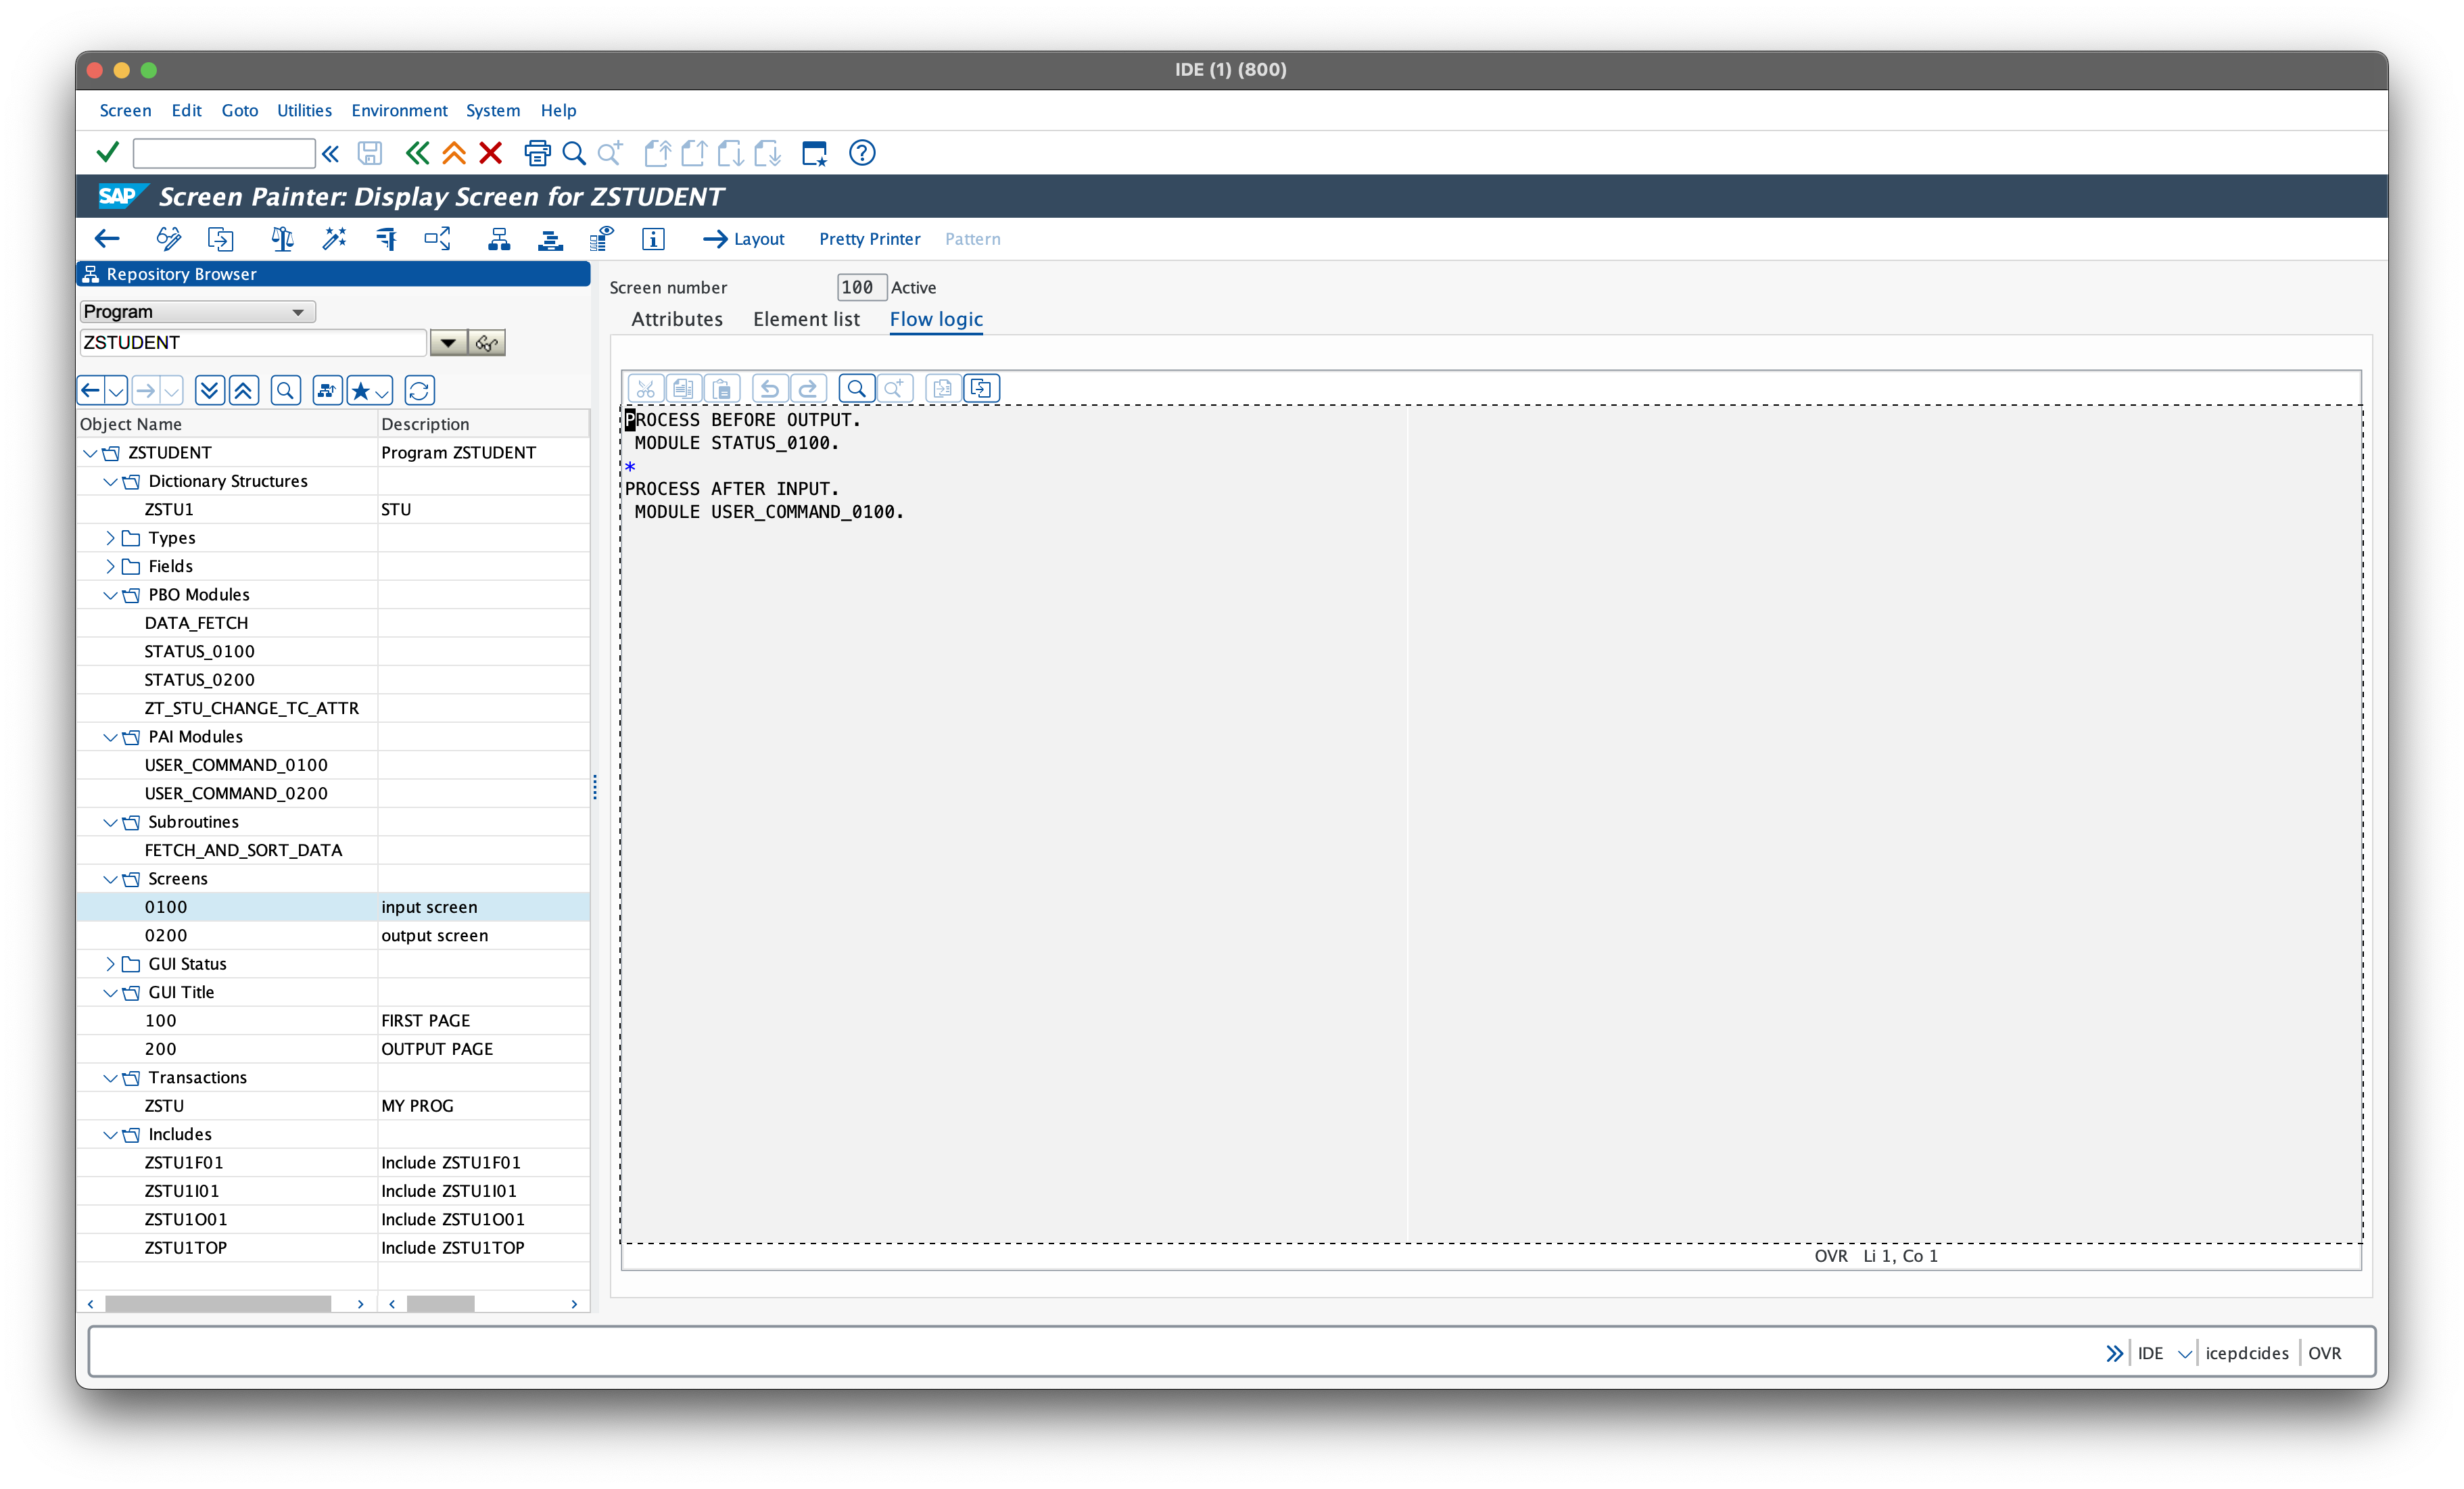 IDE (1) (800)
Screen Edit Goto Utilities Environment System Help
SAP Screen Painter: Display Screen for ZSTUDENT
Layout Pretty Printer Pattern
Repository Browser
Program
ZSTUDENT
Object Name Description
ZSTUDENT Program ZSTUDENT
Dictionary Structures
ZSTU1 STU
Types
Fields
PBO Modules
DATA_FETCH
STATUS_0100
STATUS_0200
ZT_STU_CHANGE_TC_ATTR
PAI Modules
USER_COMMAND_0100
USER_COMMAND_0200
Subroutines
FETCH_AND_SORT_DATA
Screens
0100 input screen
0200 output screen
GUI Status
GUI Title
100 FIRST PAGE
200 OUTPUT PAGE
Transactions
ZSTU MY PROG
Includes
ZSTU1F01 Include ZSTU1F01
ZSTU1I01 Include ZSTU1I01
ZSTU1O01 Include ZSTU1O01
ZSTU1TOP Include ZSTU1TOP
Screen number 100 Active
Attributes Element list Flow logic
PROCESS BEFORE OUTPUT.
MODULE STATUS_0100.
*
PROCESS AFTER INPUT.
MODULE USER_COMMAND_0100.
OVR Li 1, Co 1
IDE icepdcides OVR